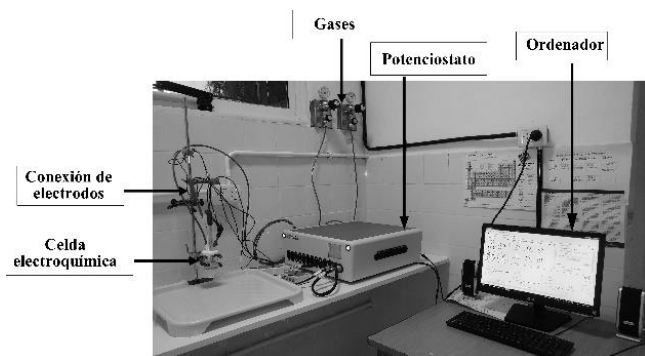 Gases
Potenciostato
Ordenador
Conexión de
electrodos
Celda
electroquímica